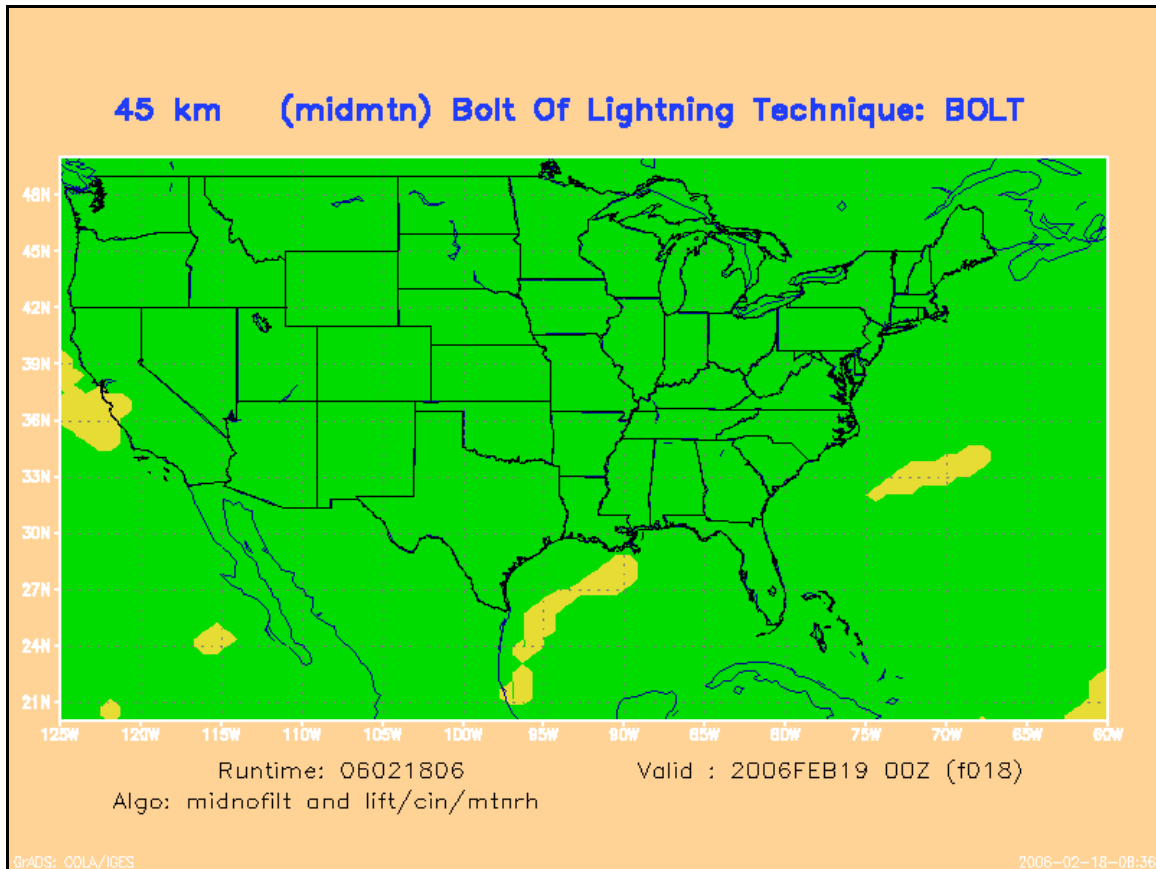 45 km (midmtn) Bolt Of Lightning Technique: BOLT
48N
45N
42N
39N
36N
33N
30N
27N
24N
21N
125W 120W 115W 110W 105W 100W 95W 90W 85W 80W 75W 70W 65W 60W
Runtime: 06021806 Valid : 2006FEB19 00Z (f018)
Algo: midnofilt and lift/cin/mtnrh
GrADS: COLA/IGES 2006-02-18-08:36